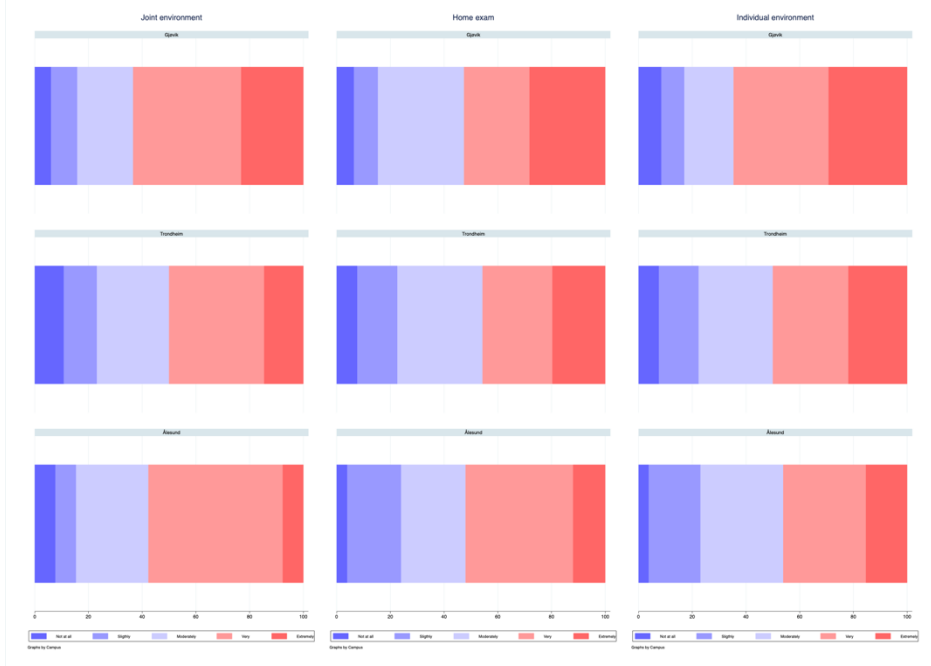 Joint environment Home exam Individual environment
Gjøvik Gjøvik Gjøvik
Trondheim Trondheim Trondheim
Ålesund Ålesund Ålesund
0 20 40 60 80 100 0 20 40 60 80 100 0 20 40 60 80 100
Not at all Slightly Moderately Very Extremely Not at all Slightly Moderately Very Extremely Not at all Slightly Moderately Very Extremely
Graphs by Campus Graphs by Campus Graphs by Campus